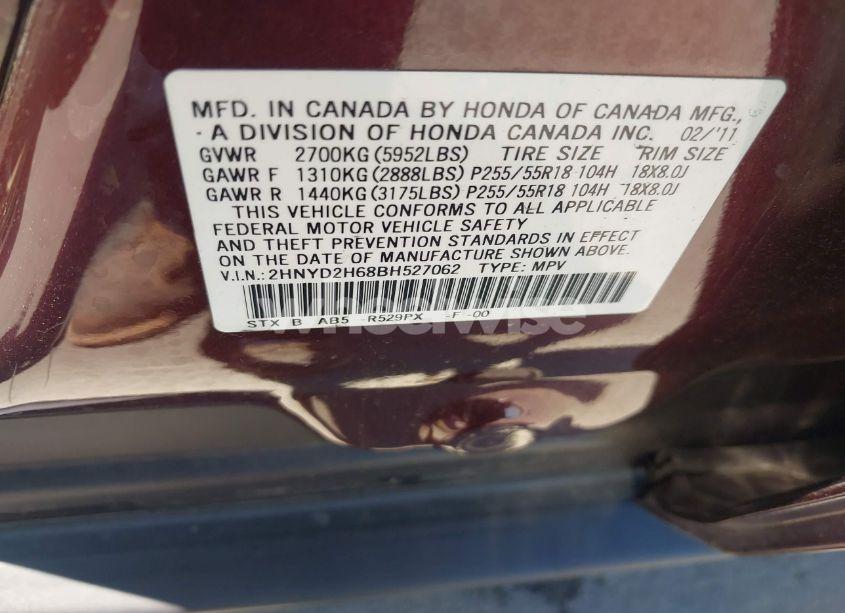 MFD. IN CANADA BY HONDA OF CANADA MFG.,
A DIVISION OF HONDA CANADA INC. 02/'11
GVWR 2700KG (5952LBS) TIRE SIZE RIM SIZE
GAWR F 1310KG (2888LBS) P255/55R18 104H 18X8.0J
GAWR R 1440KG (3175LBS) P255/55R18 104H 18X8.0J
THIS VEHICLE CONFORMS TO ALL APPLICABLE
FEDERAL MOTOR VEHICLE SAFETY
AND THEFT PREVENTION STANDARDS IN EFFECT
ON THE DATE OF MANUFACTURE SHOWN ABOVE.
V.I.N.: 2HNYD2H68BH527062 TYPE: MPV
STX B AB5 -R529PX -F -00
wheelwise